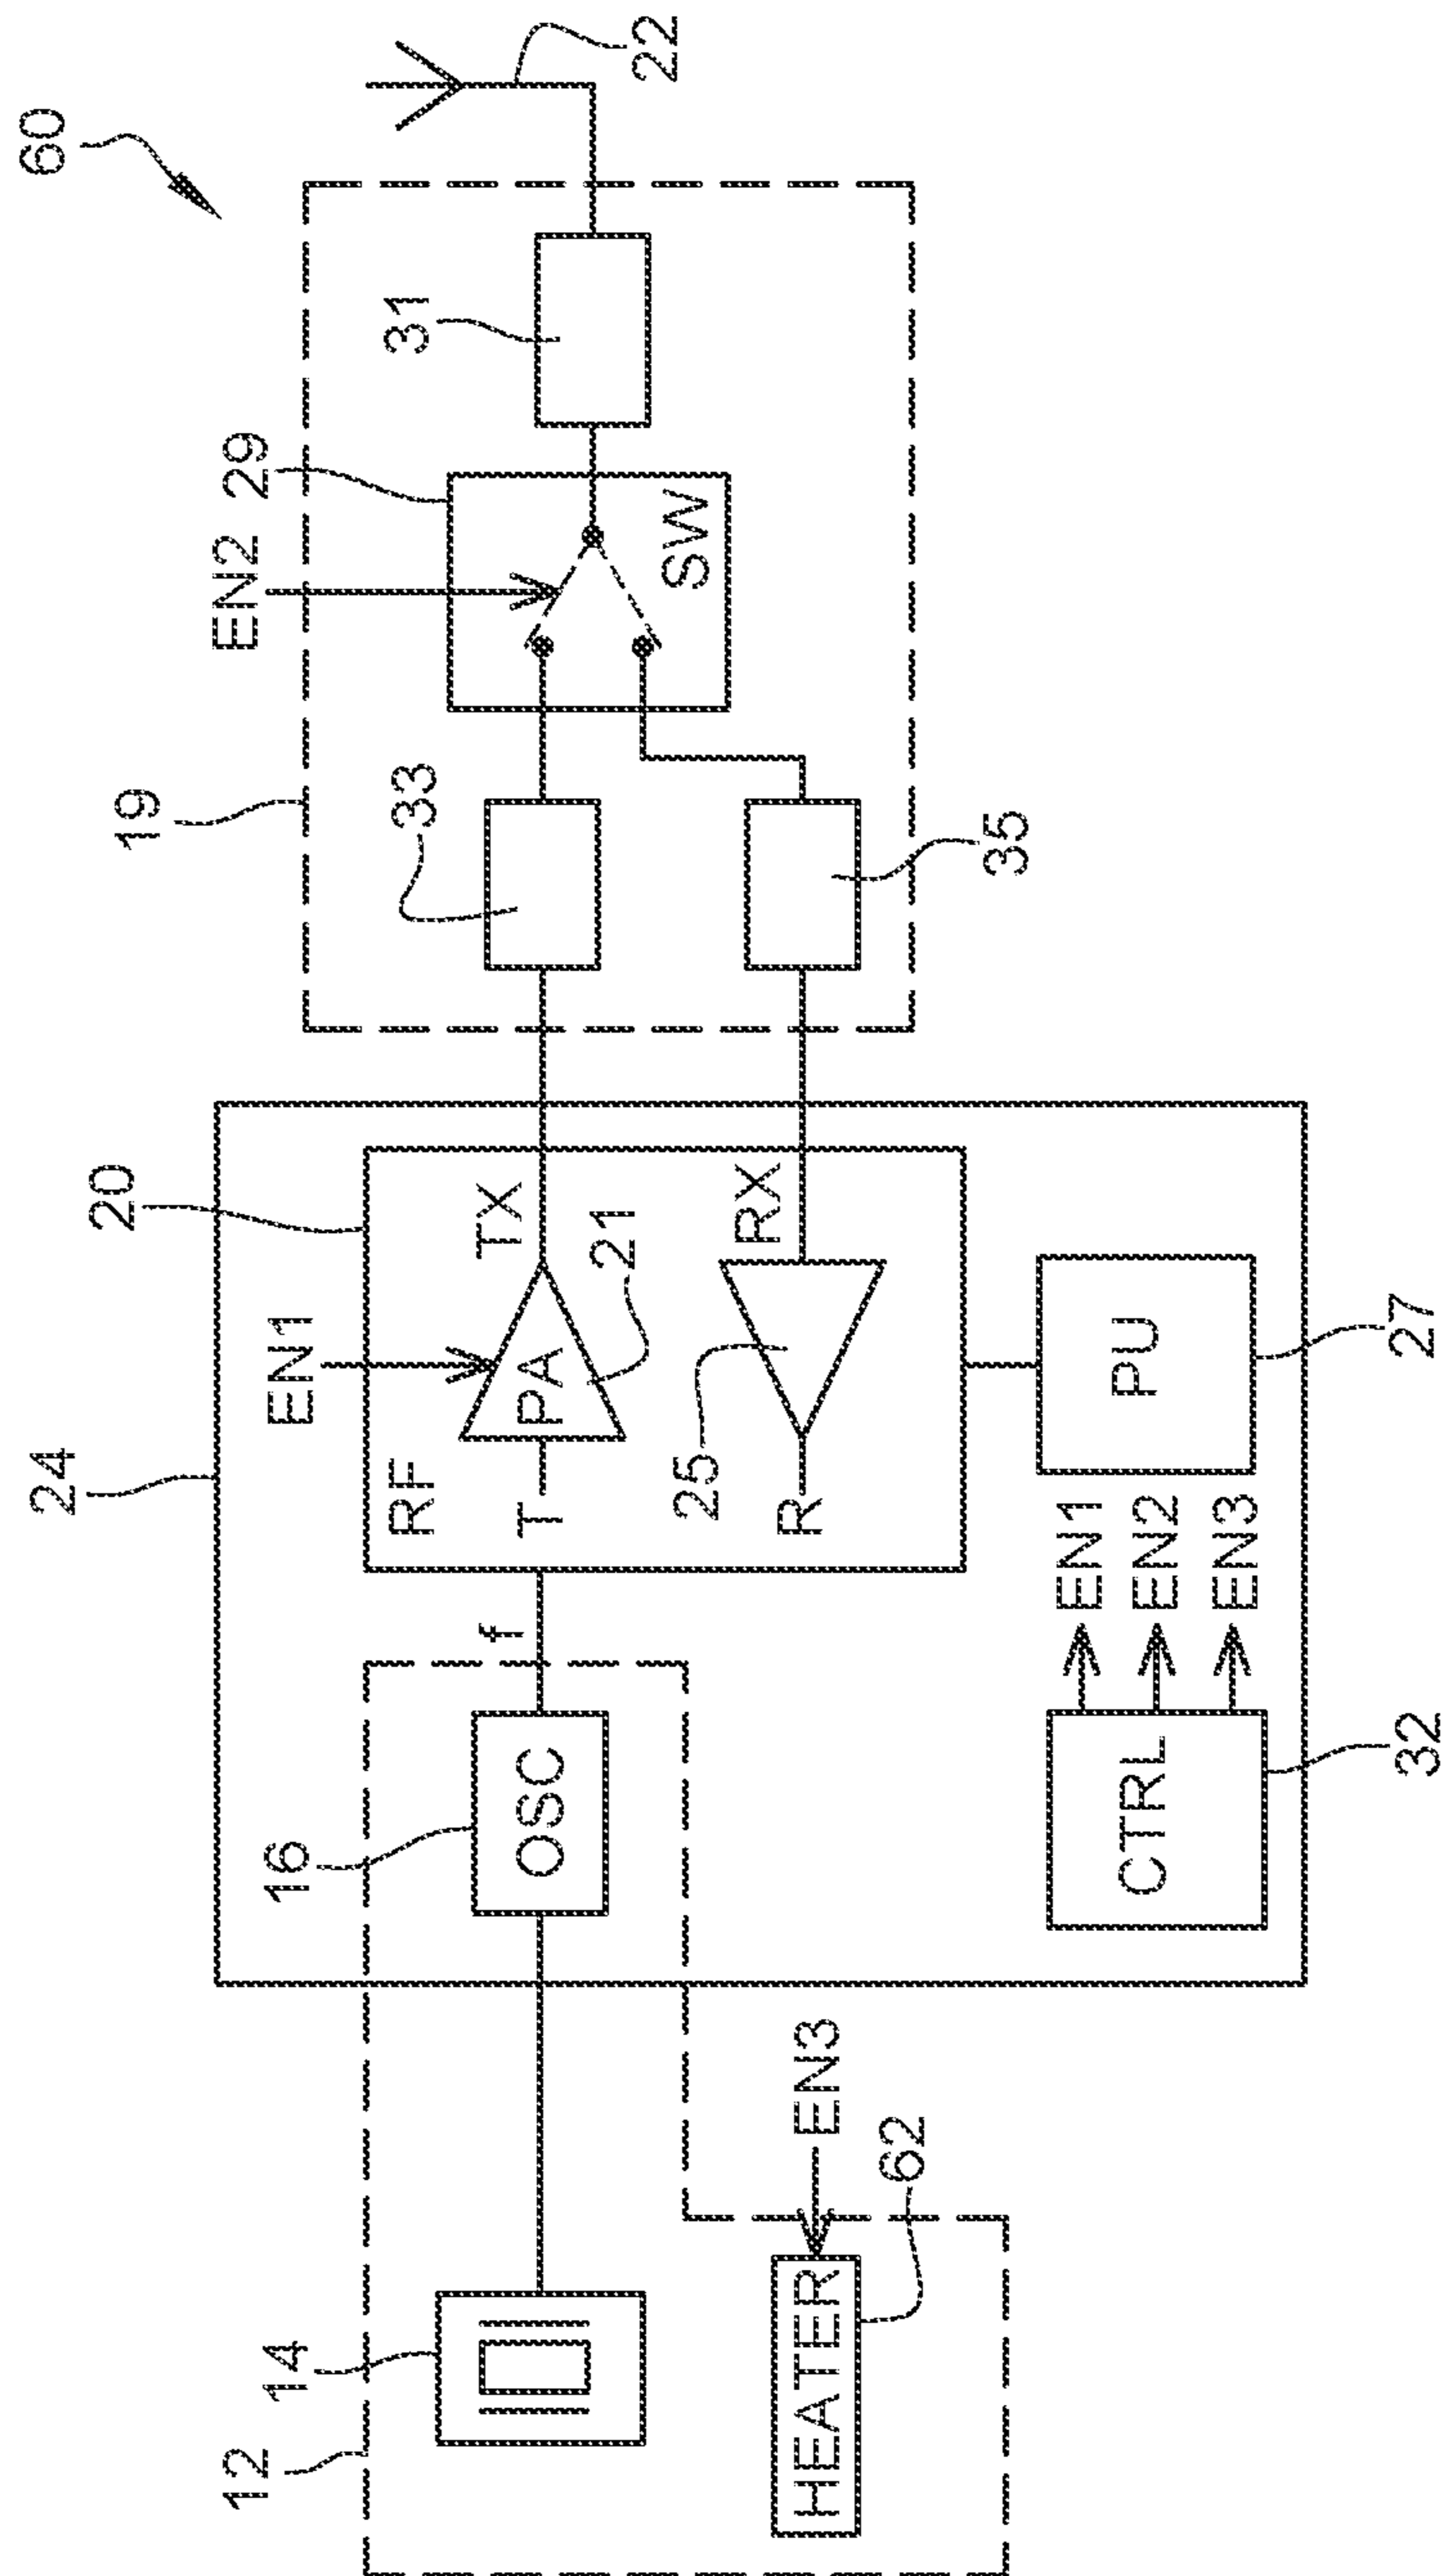 60
24
20
19
EN2
29
12
14
16
EN1
33
31
22
RF
f
OSC
T
PA
TX
21
SW
25
R
RX
35
HEATER
EN3
62
CTRL
EN1
EN2
EN3
PU
32
27